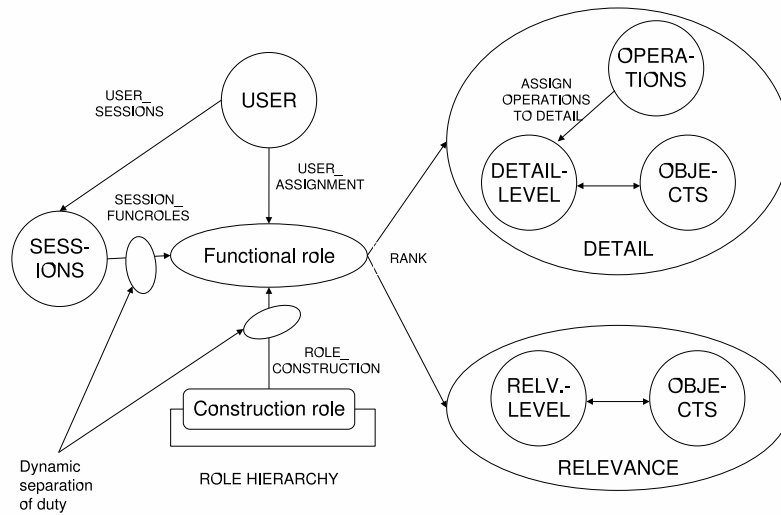 USER_
SESSIONS
USER
USER_
ASSIGNMENT
SESSION_
FUNCROLES
SESS-
IONS
Functional role
RANK
ROLE_
CONSTRUCTION
Construction role
ROLE HIERARCHY
Dynamic
separation
of duty
OPERA-
TIONS
ASSIGN
OPERATIONS
TO DETAIL
DETAIL-
LEVEL
OBJE-
CTS
DETAIL
RELV.-
LEVEL
OBJE-
CTS
RELEVANCE